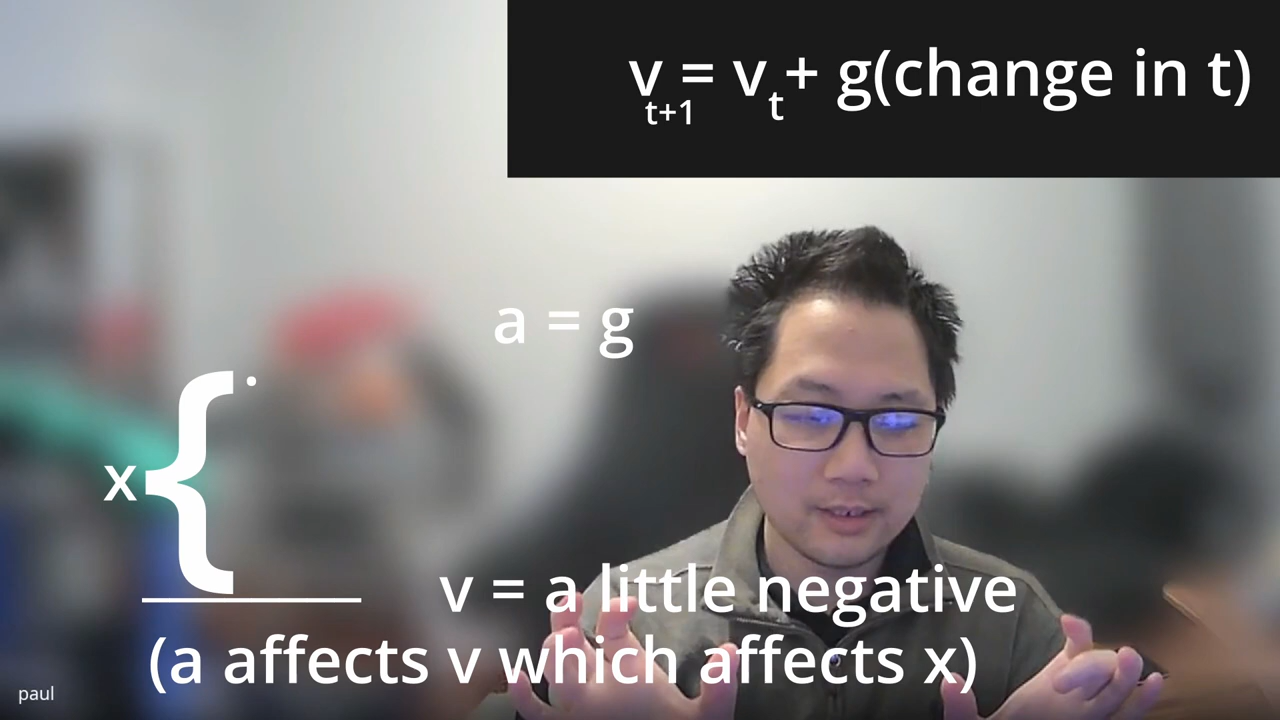 v = v + g(change in t)
t+1 t
a = g
x {
v = a little negative
(a affects v which affects x)
paul